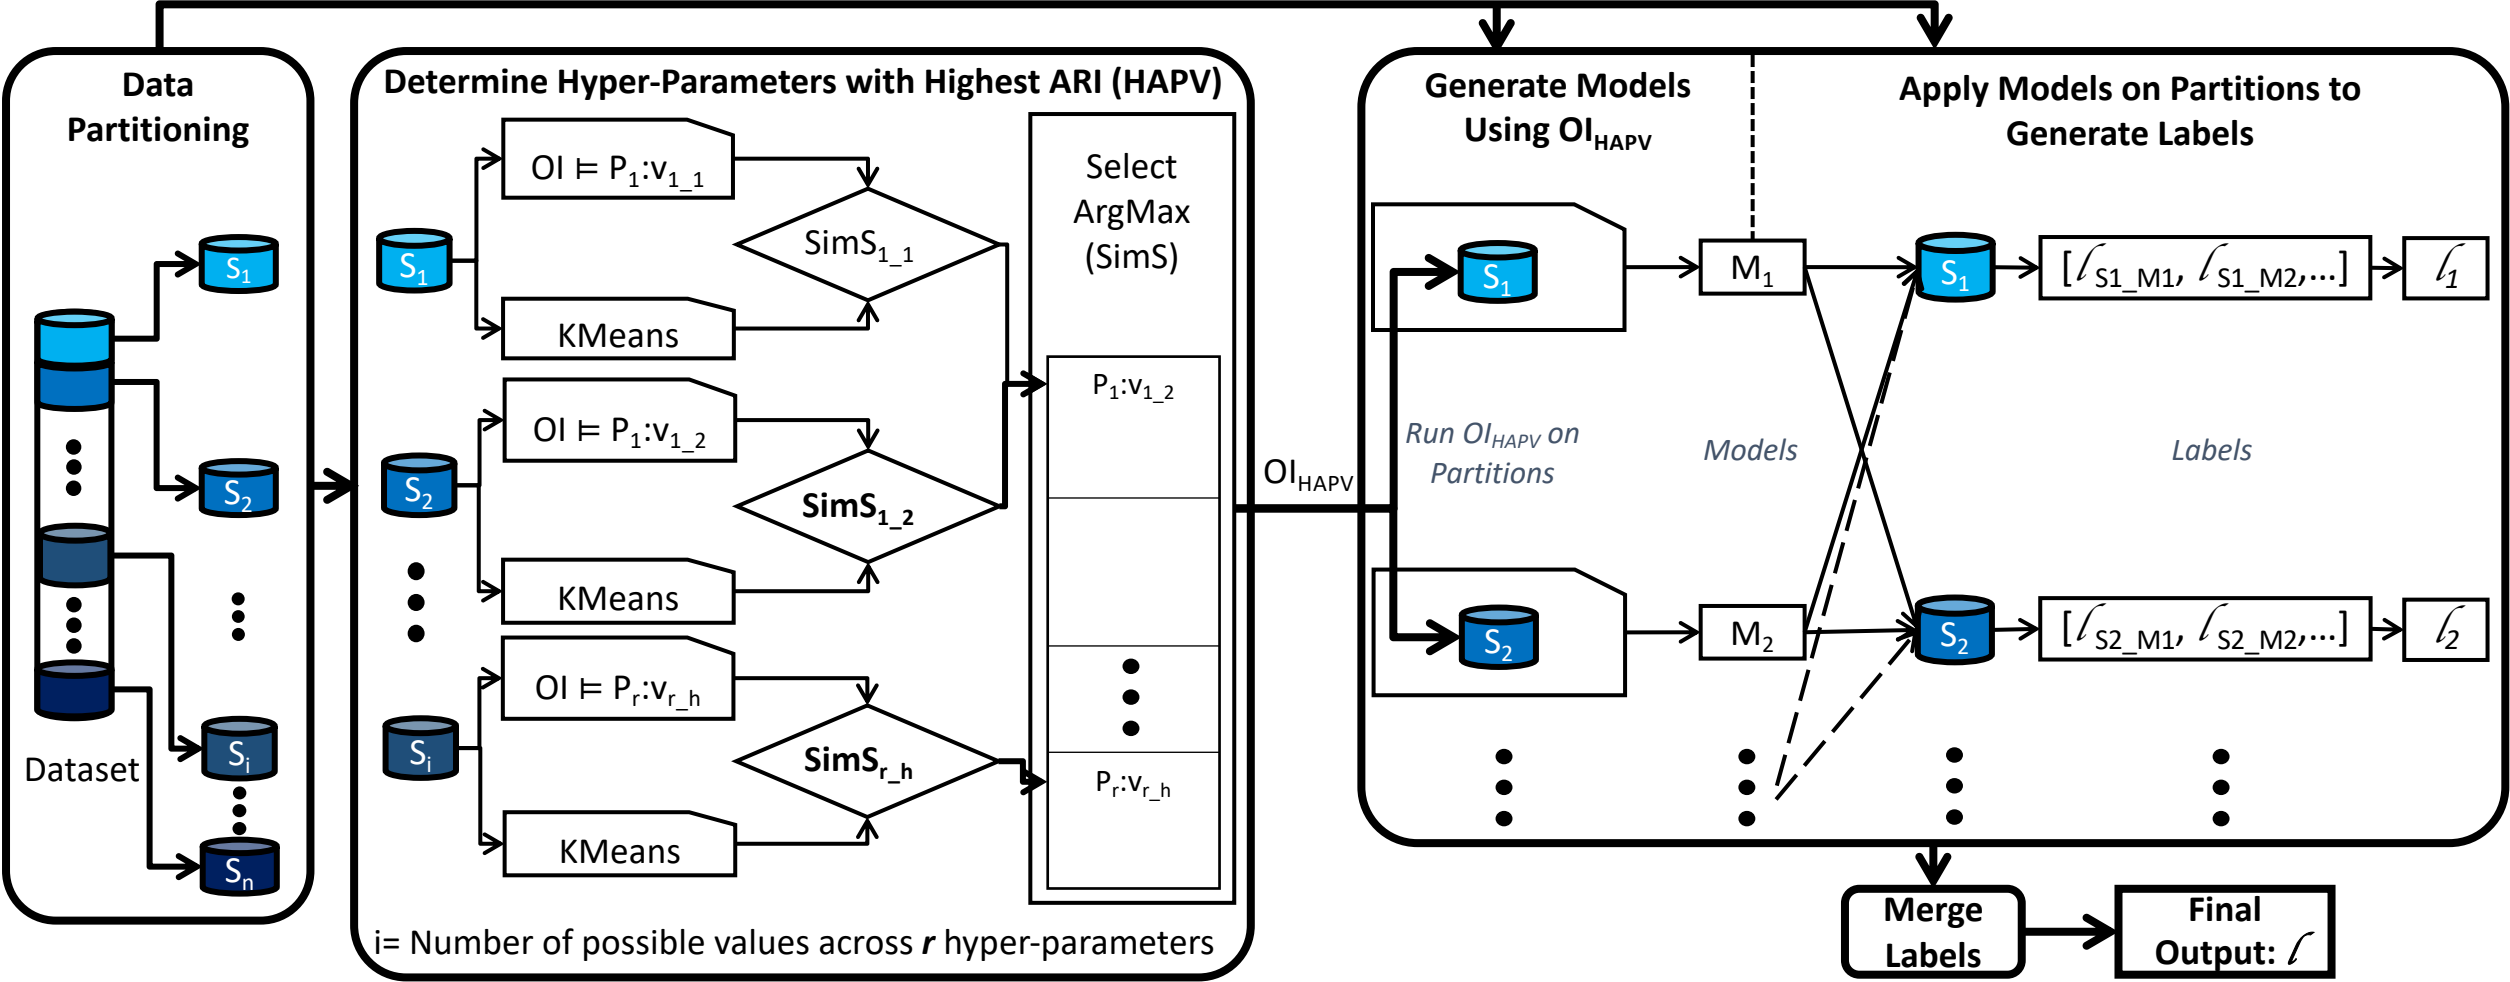 Data
Partitioning
S1
S2
Si
Sn
Dataset
Determine Hyper-Parameters with Highest ARI (HAPV)
S1
OI ⊨ P1:v1_1
KMeans
SimS1_1
S2
OI ⊨ P1:v1_2
KMeans
SimS1_2
Si
OI ⊨ Pr:vr_h
KMeans
SimSr_h
Select
ArgMax
(SimS)
P1:v1_2
Pr:vr_h
i= Number of possible values across r hyper-parameters
OIHAPV
Generate Models
Using OIHAPV
S1
M1
Run OIHAPV on
Partitions
Models
S2
M2
Apply Models on Partitions to
Generate Labels
S1
[ℓS1_M1, ℓS1_M2,...]
ℓ1
Labels
S2
[ℓS2_M1, ℓS2_M2,...]
ℓ2
Merge
Labels
Final
Output: ℓ